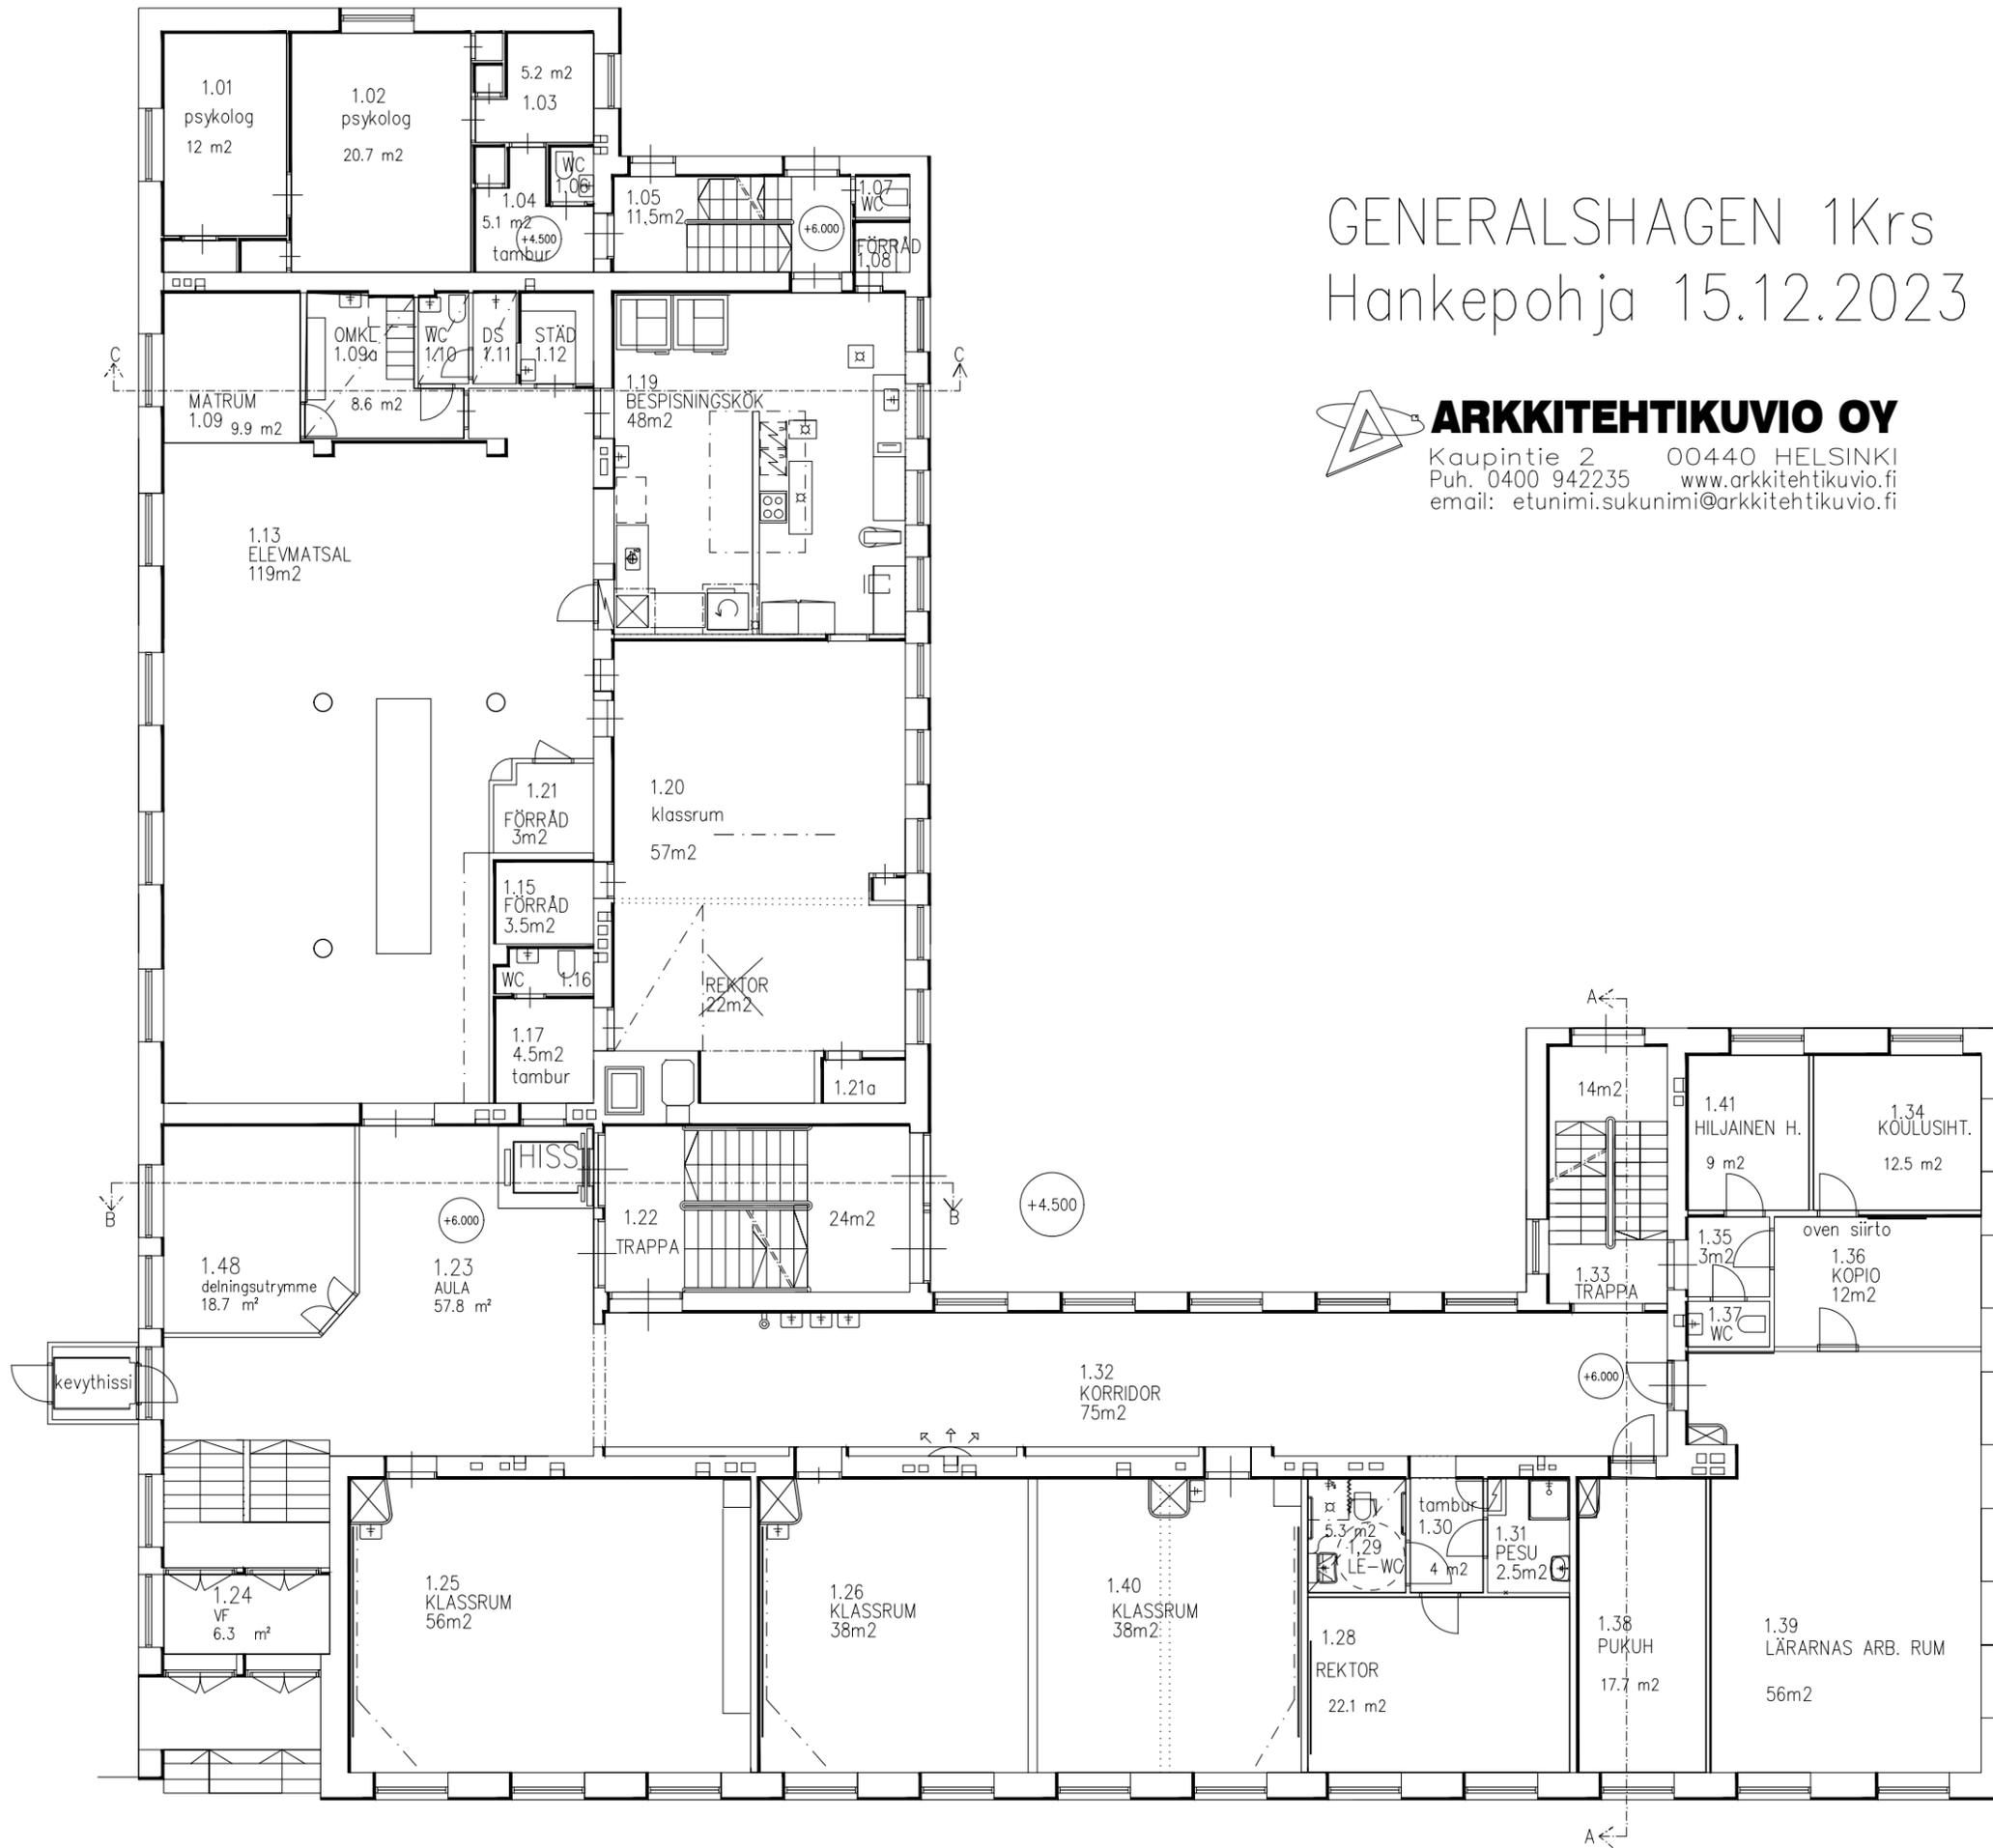 GENERALSHAGEN 1Krs
Hankepohja 15.12.2023
ARKKITEHTIKUVIO OY
Kaupintie 2 00440 HELSINKI
Puh. 0400 942235 www.arkkitehtikuvio.fi
email: etunimi.sukunimi@arkkitehtikuvio.fi
1.01
psykolog
12 m2
1.02
psykolog
20.7 m2
5.2 m2
1.03
WC
1.06
1.04
5.1 m2
+4.500
tambur
1.05
11.5m2
+6.000
1.07
WC
FÖRRÅD
1.08
C
C
MATRUM
1.09 9.9 m2
OMKL
1.09a
8.6 m2
WC
1.10
DS
1.11
STÄD
1.12
1.19
BESPISNINGSKÖK
48m2
1.13
ELEVMATSAL
119m2
1.21
FÖRRÅD
3m2
1.20
klassrum
57m2
1.15
FÖRRÅD
3.5m2
WC 1.16
REKTOR
22m2
1.17
4.5m2
tambur
1.21a
HISS
B
B
+6.000
1.22
TRAPPA
24m2
+4.500
1.48
delningsutrymme
18.7 m²
1.23
AULA
57.8 m²
kevythissi
A
14m2
1.41
HILJAINEN H.
9 m2
1.34
KOULUSIHT.
12.5 m2
1.35
3m2
oven siirto
1.36
KOPIO
12m2
1.33
TRAPPA
1.37
WC
1.32
KORRIDOR
75m2
+6.000
1.24
VF
6.3 m²
1.25
KLASSRUM
56m2
1.26
KLASSRUM
38m2
1.40
KLASSRUM
38m2
5.3 m2
1,29
LE-WC
tambur
1.30
4 m2
1.31
PESU
2.5m2
1.28
REKTOR
22.1 m2
1.38
PUKUH
17.7 m2
1.39
LÄRARNAS ARB. RUM
56m2
A